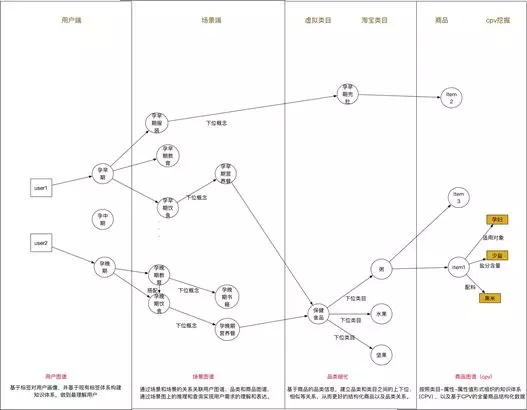 用户端
场景端
虚拟类目
淘宝类目
商品
cpv挖掘
孕早
期服
装
下位概念
孕早
期兜
肚
item
2
孕早
期教
育
user1
孕早
期
孕早
期营
养餐
孕早
期饮
食
下位概念
item
3
孕妇
适用对象
孕中
期
user2
孕晚
期
孕晚
期教
育
搭配
孕晚
期饮
食
下位概念
孕晚
期书
籍
粥
item1
少盐
盐分含量
配料
黑米
下位类目
下位概念
孕晚期
营养餐
保健
食品
下位类目
水果
下位类目
坚果
用户图谱
基于标签对用户画像，并基于现有标签体系构建
知识体系，做到最理解用户
场景图谱
通过场景和场景的关系关联用户图谱、品类和商品图谱，
通过场景图上的推理和查询实现用户需求的理解和表达。
品类细化
基于商品的品类信息，建立品类和类目之间的上下位、
相似等关系，从而更好的结构化商品以及品类关系。
商品图谱（cpv）
按照类目-属性-属性值形式组织的知识体系
（CPV），以及基于CPV的全量商品结构化数据